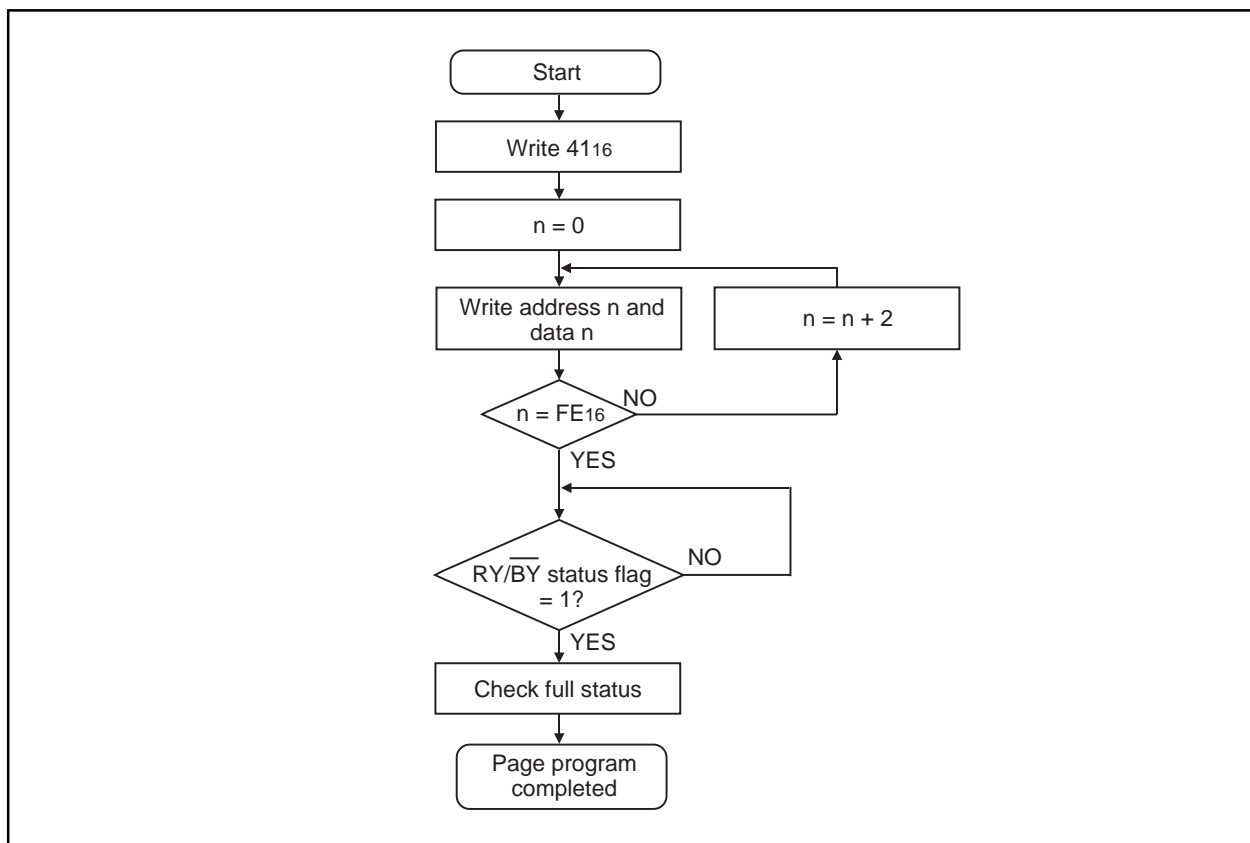 Start
Write 4116
n = 0
Write address n and
data n
n = n + 2
n = FE16
NO
YES
RY/B̅Y̅ status flag
= 1?
NO
YES
Check full status
Page program
completed